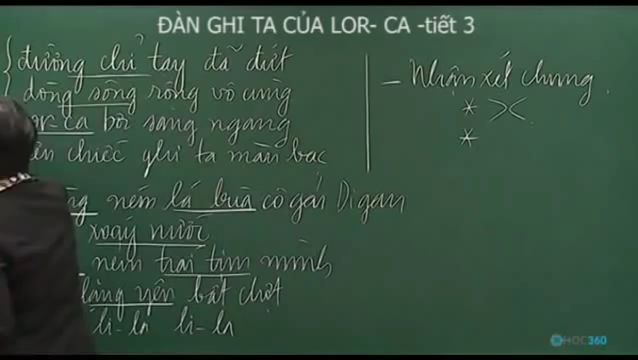 ĐÀN GHI TA CỦA LOR- CA -tiết 3
đường chỉ tay đã đứt
dòng sông rộng vô cùng
ca bơi sang ngang
chiếc ghi ta màu bạc
ném lá bùa cô gái Di gan
xoáy nước
ném trái tim mình
lặng yên bất chợt
li-la li-la
- Nhận xét chung.
* ><
*
HOC360